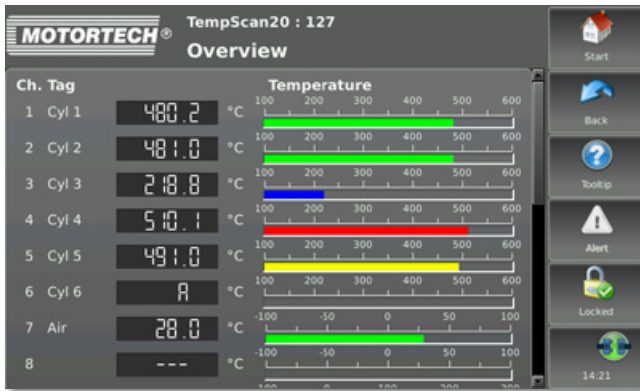 MOTORTECH®
TempScan20 : 127
Overview
Ch. Tag Temperature
100 200 300 400 500 600
1 Cyl 1 480.2 °C
100 200 300 400 500 600
2 Cyl 2 481.0 °C
100 200 300 400 500 600
3 Cyl 3 218.8 °C
100 200 300 400 500 600
4 Cyl 4 510.1 °C
100 200 300 400 500 600
5 Cyl 5 491.0 °C
100 200 300 400 500 600
6 Cyl 6 A °C
-100 -50 0 50 100
7 Air 28.0 °C
-100 -50 0 50 100
8 --- °C
Start
Back
Tooltip
Alert
Locked
14:21